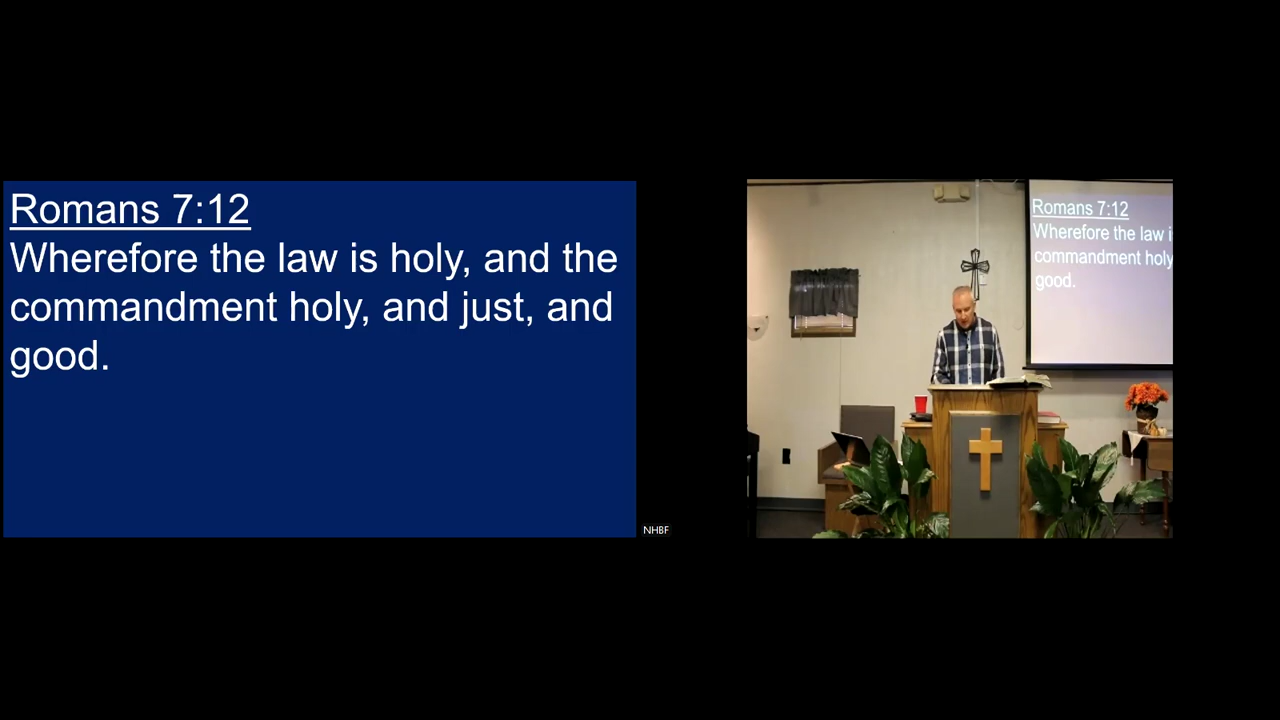 Romans 7:12
Wherefore the law is holy, and the
commandment holy, and just, and
good.
NHBF
Romans 7:12
Wherefore the law i
commandment holy
good.